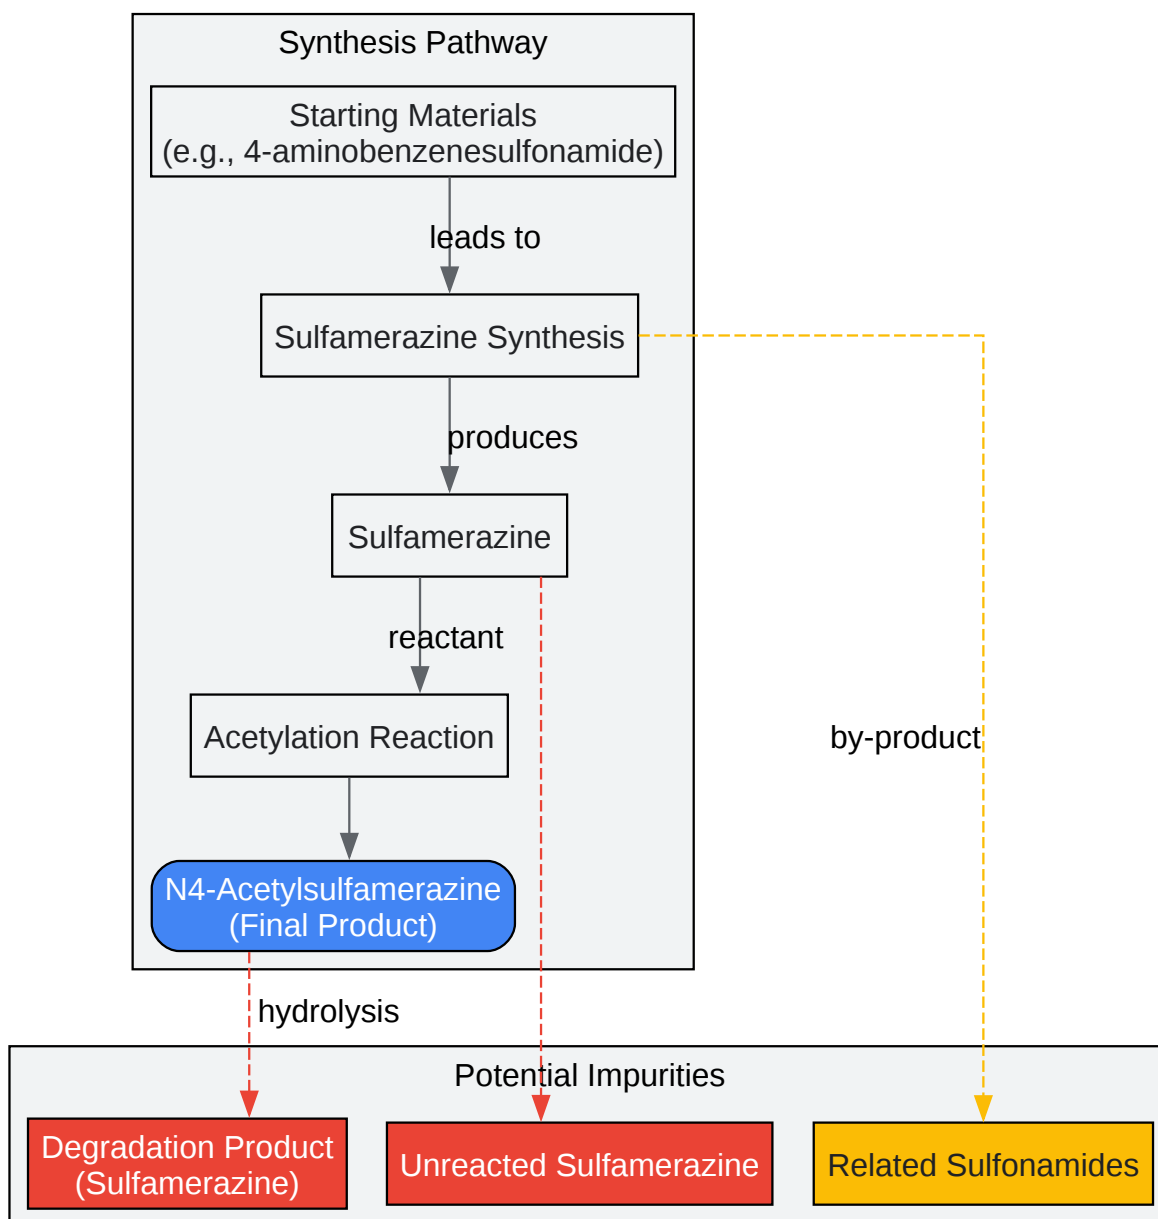 Synthesis Pathway
Starting Materials
(e.g., 4-aminobenzenesulfonamide)
leads to
Sulfamerazine Synthesis
produces
Sulfamerazine
reactant
Acetylation Reaction
by-product
N4-Acetylsulfamerazine
(Final Product)
hydrolysis
Potential Impurities
Degradation Product
(Sulfamerazine)
Unreacted Sulfamerazine
Related Sulfonamides